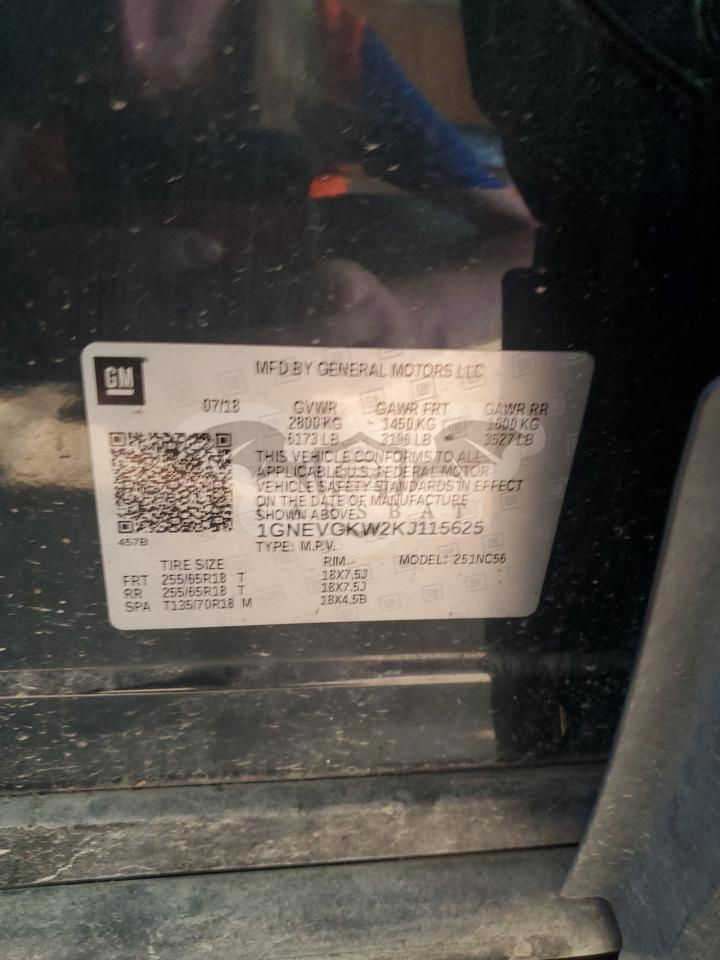 GM
MFD BY GENERAL MOTORS LLC
07/18 GVWR GAWR FRT GAWR RR
2800 KG 1450 KG 1600 KG
6173 LB 3196 LB 3527 LB
THIS VEHICLE CONFORMS TO ALL
APPLICABLE U.S. FEDERAL MOTOR
VEHICLE SAFETY STANDARDS IN EFFECT
ON THE DATE OF MANUFACTURE
SHOWN ABOVE.
1GNEVGKW2KJ115625
457B
TYPE: M.P.V.
TIRE SIZE RIM MODEL: 251NC56
FRT 255/65R18 T 18X7.5J
RR 255/65R18 T 18X7.5J
SPA T135/70R18 M 18X4.5B